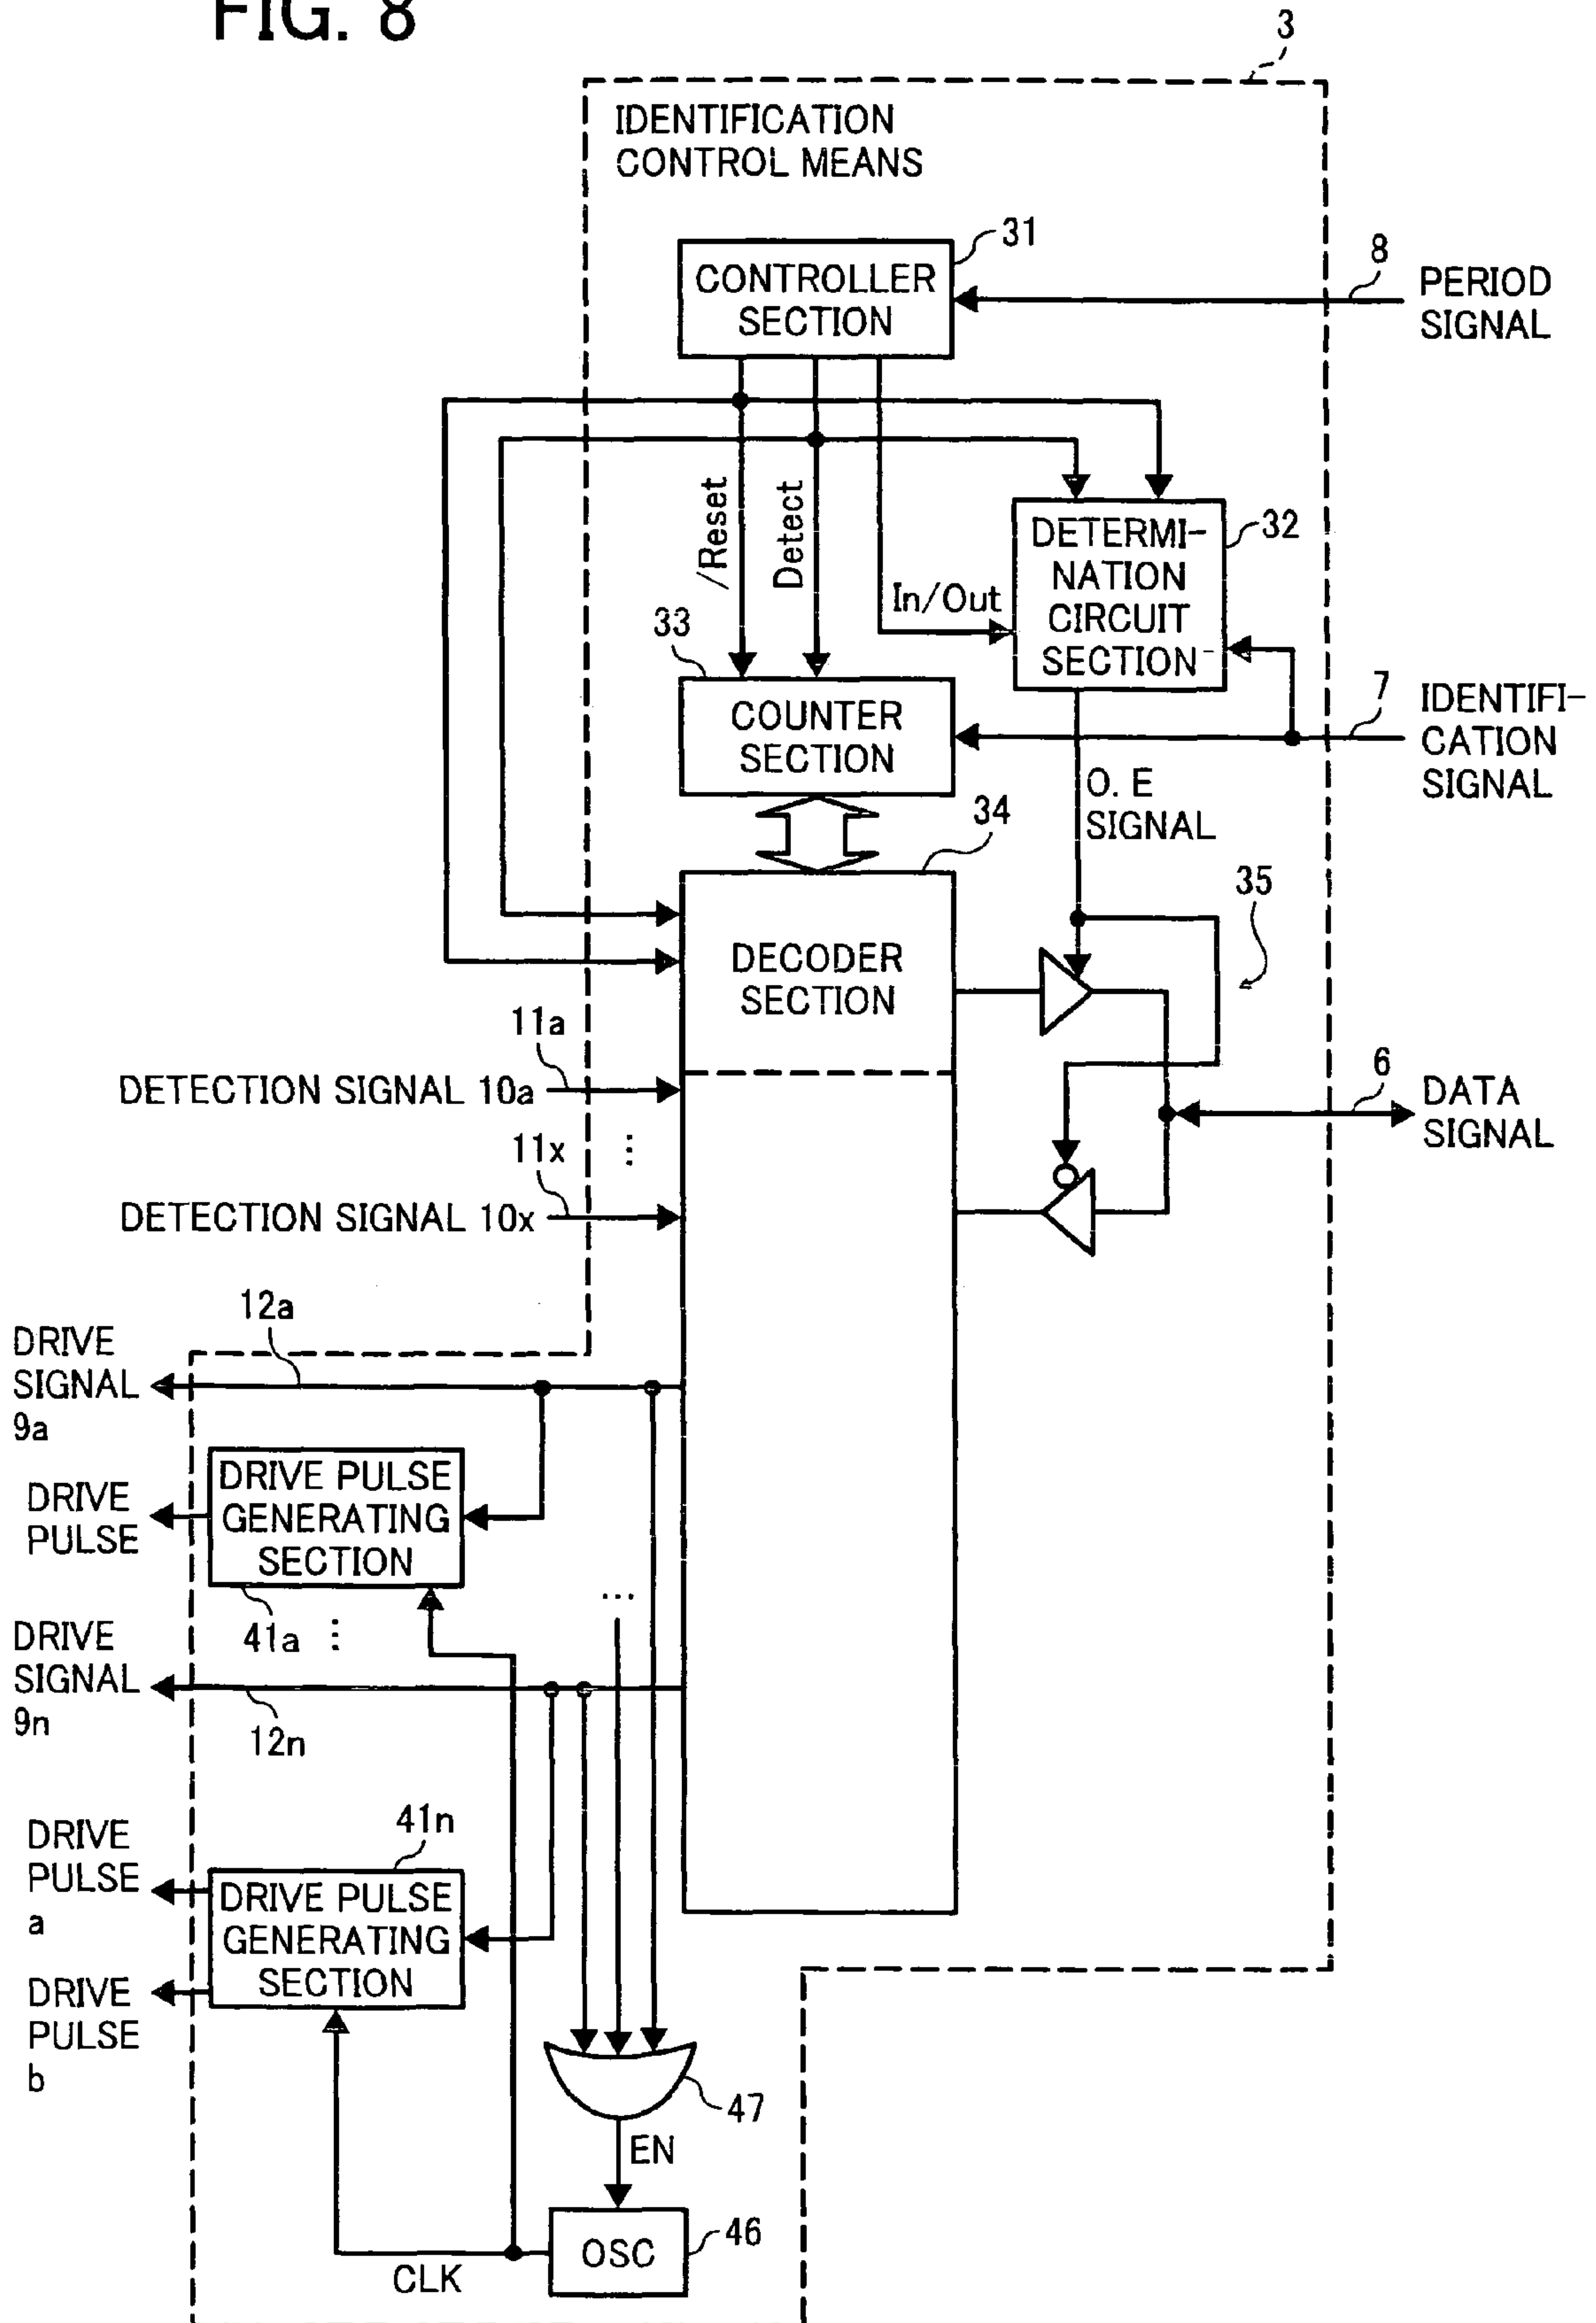 FIG. 8
3
IDENTIFICATION
CONTROL MEANS
31
CONTROLLER
SECTION
8
PERIOD
SIGNAL
/Reset
Detect
In/Out
DETERMI-
NATION
CIRCUIT
SECTION
32
33
COUNTER
SECTION
7
IDENTIFI-
CATION
SIGNAL
O. E
SIGNAL
34
35
DECODER
SECTION
11a
DETECTION SIGNAL 10a
11x
DETECTION SIGNAL 10x
6
DATA
SIGNAL
12a
DRIVE
SIGNAL
9a
DRIVE PULSE
GENERATING
SECTION
DRIVE
PULSE
41a
DRIVE
SIGNAL
9n
12n
41n
DRIVE
PULSE
a
DRIVE PULSE
GENERATING
SECTION
DRIVE
PULSE
b
47
EN
OSC
46
CLK